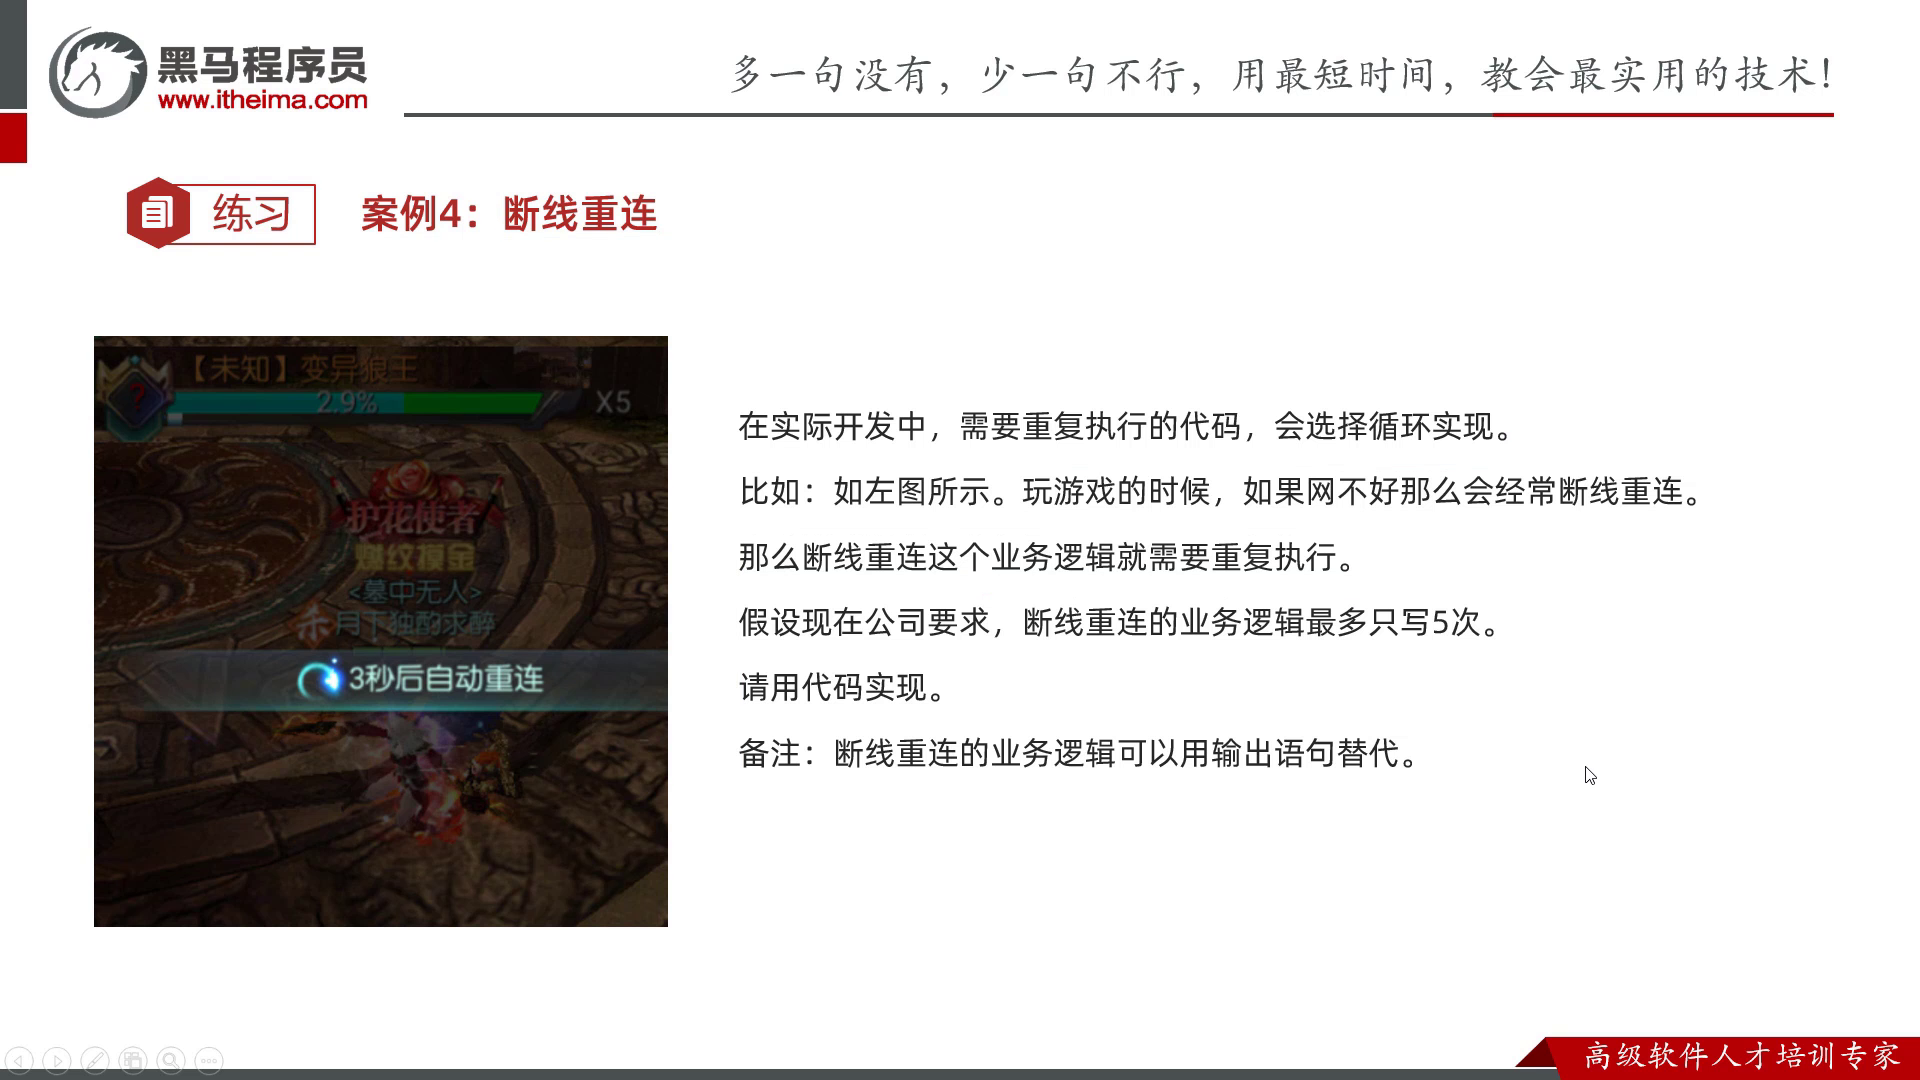 黑马程序员
www.itheima.com
多一句没有，少一句不行，用最短时间，教会最实用的技术！
练习
案例4：断线重连
【未知】变异狼王
2.9%
X5
护花使者
摸金
<墓中无人>
杀 月下独酌求醉
3秒后自动重连
在实际开发中，需要重复执行的代码，会选择循环实现。
比如：如左图所示。玩游戏的时候，如果网不好那么会经常断线重连。
那么断线重连这个业务逻辑就需要重复执行。
假设现在公司要求，断线重连的业务逻辑最多只写5次。
请用代码实现。
备注：断线重连的业务逻辑可以用输出语句替代。
高级软件人才培训专家